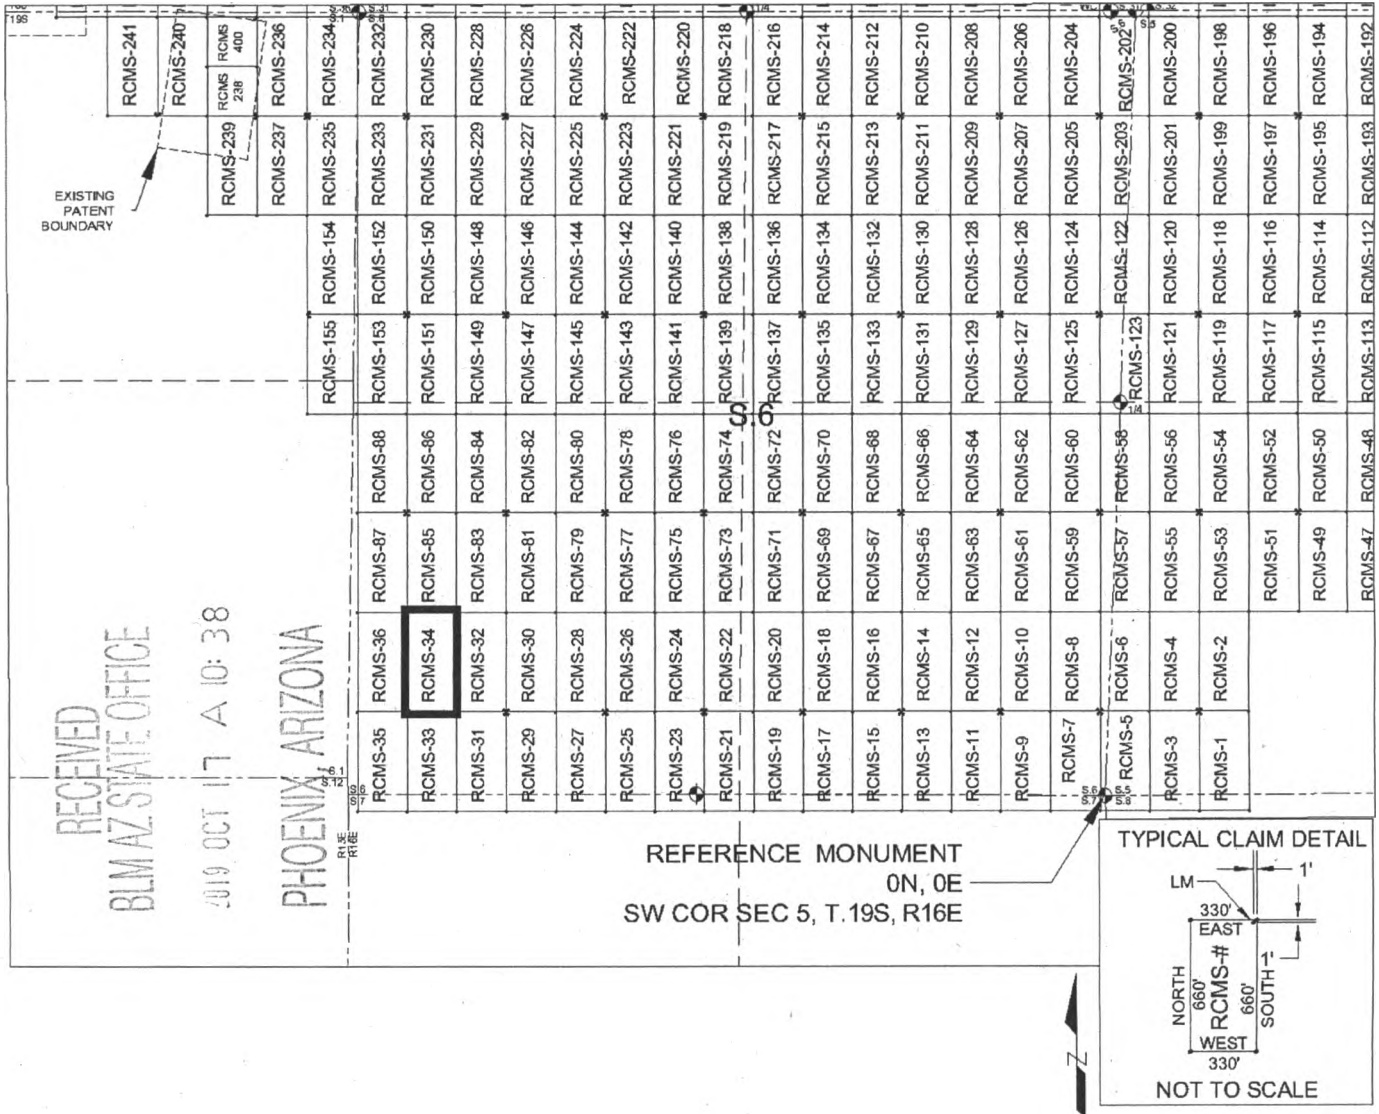 T19S
S.1 S.6
1/4
S.5
RCMS-241 RCMS-240 RCMS 400 RCMS-236 RCMS-234 RCMS-232 RCMS-230 RCMS-228 RCMS-226 RCMS-224 RCMS-222 RCMS-220 RCMS-218 RCMS-216 RCMS-214 RCMS-212 RCMS-210 RCMS-208 RCMS-206 RCMS-204 RCMS-202 RCMS-200 RCMS-198 RCMS-196 RCMS-194 RCMS-192
RCMS 238
RCMS-239 RCMS-237 RCMS-235 RCMS-233 RCMS-231 RCMS-229 RCMS-227 RCMS-225 RCMS-223 RCMS-221 RCMS-219 RCMS-217 RCMS-215 RCMS-213 RCMS-211 RCMS-209 RCMS-207 RCMS-205 RCMS-203 RCMS-201 RCMS-199 RCMS-197 RCMS-195 RCMS-193
EXISTING
PATENT
BOUNDARY
RCMS-154 RCMS-152 RCMS-150 RCMS-148 RCMS-146 RCMS-144 RCMS-142 RCMS-140 RCMS-138 RCMS-136 RCMS-134 RCMS-132 RCMS-130 RCMS-128 RCMS-126 RCMS-124 RCMS-122 RCMS-120 RCMS-118 RCMS-116 RCMS-114 RCMS-112
RCMS-155 RCMS-153 RCMS-151 RCMS-149 RCMS-147 RCMS-145 RCMS-143 RCMS-141 RCMS-139 RCMS-137 RCMS-135 RCMS-133 RCMS-131 RCMS-129 RCMS-127 RCMS-125 RCMS-123 RCMS-121 RCMS-119 RCMS-117 RCMS-115 RCMS-113
S.6
1/4
RCMS-88 RCMS-86 RCMS-84 RCMS-82 RCMS-80 RCMS-78 RCMS-76 RCMS-74 RCMS-72 RCMS-70 RCMS-68 RCMS-66 RCMS-64 RCMS-62 RCMS-60 RCMS-58 RCMS-56 RCMS-54 RCMS-52 RCMS-50 RCMS-48
RCMS-87 RCMS-85 RCMS-83 RCMS-81 RCMS-79 RCMS-77 RCMS-75 RCMS-73 RCMS-71 RCMS-69 RCMS-67 RCMS-65 RCMS-63 RCMS-61 RCMS-59 RCMS-57 RCMS-55 RCMS-53 RCMS-51 RCMS-49 RCMS-47
RCMS-36 RCMS-34 RCMS-32 RCMS-30 RCMS-28 RCMS-26 RCMS-24 RCMS-22 RCMS-20 RCMS-18 RCMS-16 RCMS-14 RCMS-12 RCMS-10 RCMS-8 RCMS-6 RCMS-4 RCMS-2
RCMS-35 RCMS-33 RCMS-31 RCMS-29 RCMS-27 RCMS-25 RCMS-23 RCMS-21 RCMS-19 RCMS-17 RCMS-15 RCMS-13 RCMS-11 RCMS-9 RCMS-7 RCMS-5 RCMS-3 RCMS-1
S.12
S.6
S.7
S.6 S.5
S.7 S.8
R15E
R16E
RECEIVED
BLM AZ STATE OFFICE
2019 OCT 17 A 10: 38
PHOENIX, ARIZONA
REFERENCE MONUMENT
0N, 0E
SW COR SEC 5, T.19S, R16E
N
TYPICAL CLAIM DETAIL
1'
LM
330'
EAST
1'
NORTH
660'
RCMS-#
660'
SOUTH
WEST
330'
NOT TO SCALE